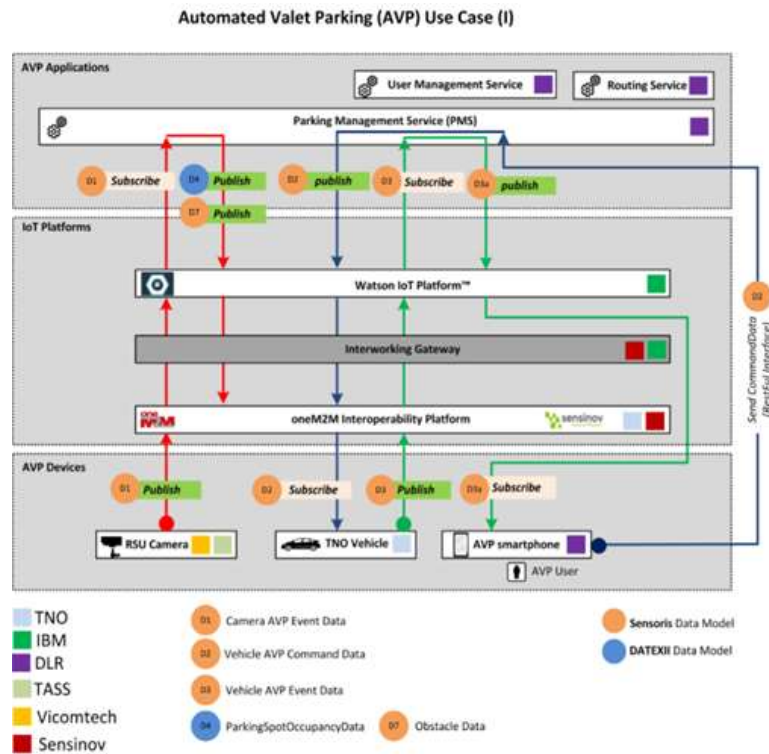 Automated Valet Parking (AVP) Use Case (I)
AVP Applications
User Management Service
Routing Service
Parking Management Service (PMS)
D1 Subscribe
D4 Publish
D2 publish
D3 Subscribe
D3a publish
D7 Publish
IoT Platforms
Watson IoT Platform™
Interworking Gateway
one M2M
oneM2M Interoperability Platform
sensinov
D2
Send CommandData
(RestFul Interface)
AVP Devices
D1 Publish
D2 Subscribe
D3 Publish
D3a Subscribe
RSU Camera
TNO Vehicle
AVP smartphone
AVP User
TNO
IBM
DLR
TASS
Vicomtech
Sensinov
D1 Camera AVP Event Data
D2 Vehicle AVP Command Data
D3 Vehicle AVP Event Data
D4 ParkingSpotOccupancyData
D7 Obstacle Data
Sensoris Data Model
DATEXII Data Model